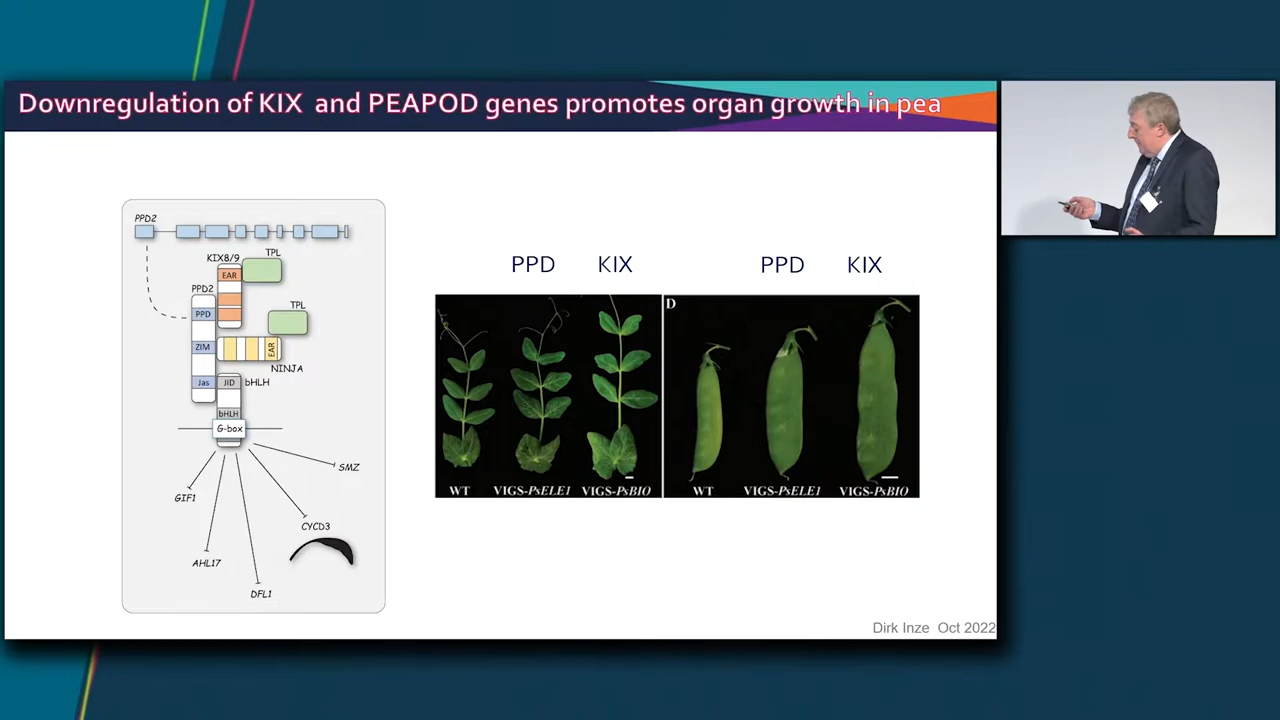 Downregulation of KIX and PEAPOD genes promotes organ growth in pea
PPD2
KIX8/9
TPL
EAR
PPD2
PPD
TPL
ZIM
EAR
NINJA
Jas
JID
bHLH
bHLH
G-box
SMZ
GIF1
CYCD3
AHL17
DFL1
PPD KIX
PPD KIX
D
WT VIGS-PsELE1 VIGS-PsBIO
WT VIGS-PsELE1 VIGS-PsBIO
Dirk Inze Oct 2022